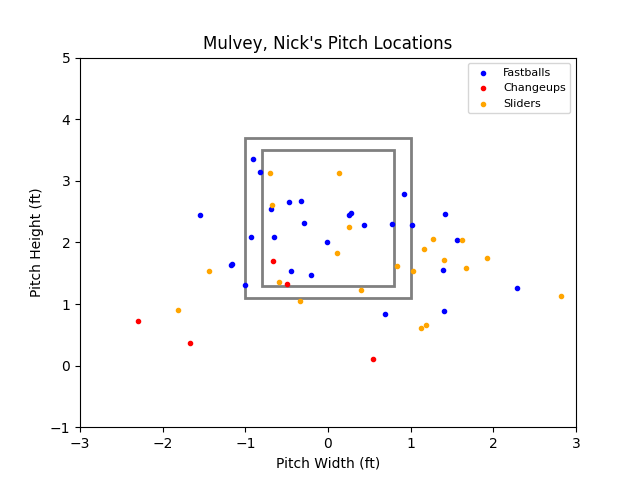 Mulvey, Nick's Pitch Locations
Fastballs
Changeups
Sliders
Pitch Height (ft)
5
4
3
2
1
0
−1
−3
−2
−1
0
1
2
3
Pitch Width (ft)